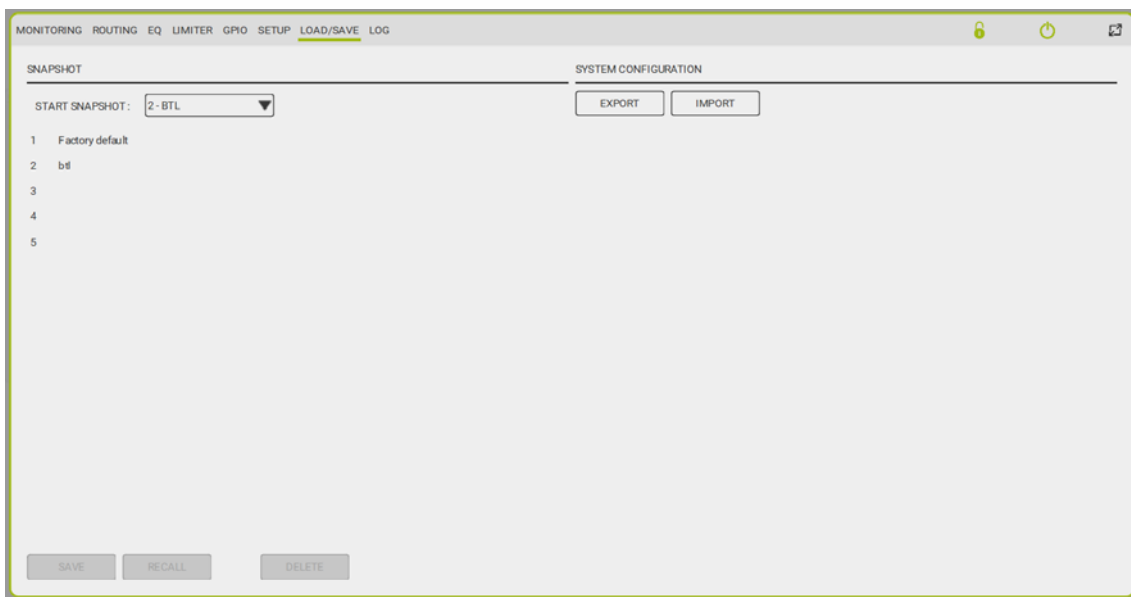 MONITORING ROUTING EQ LIMITER GPIO SETUP LOAD/SAVE LOG
SNAPSHOT
START SNAPSHOT: 2 - BTL
1 Factory default
2 btl
3
4
5
SAVE RECALL DELETE
SYSTEM CONFIGURATION
EXPORT IMPORT